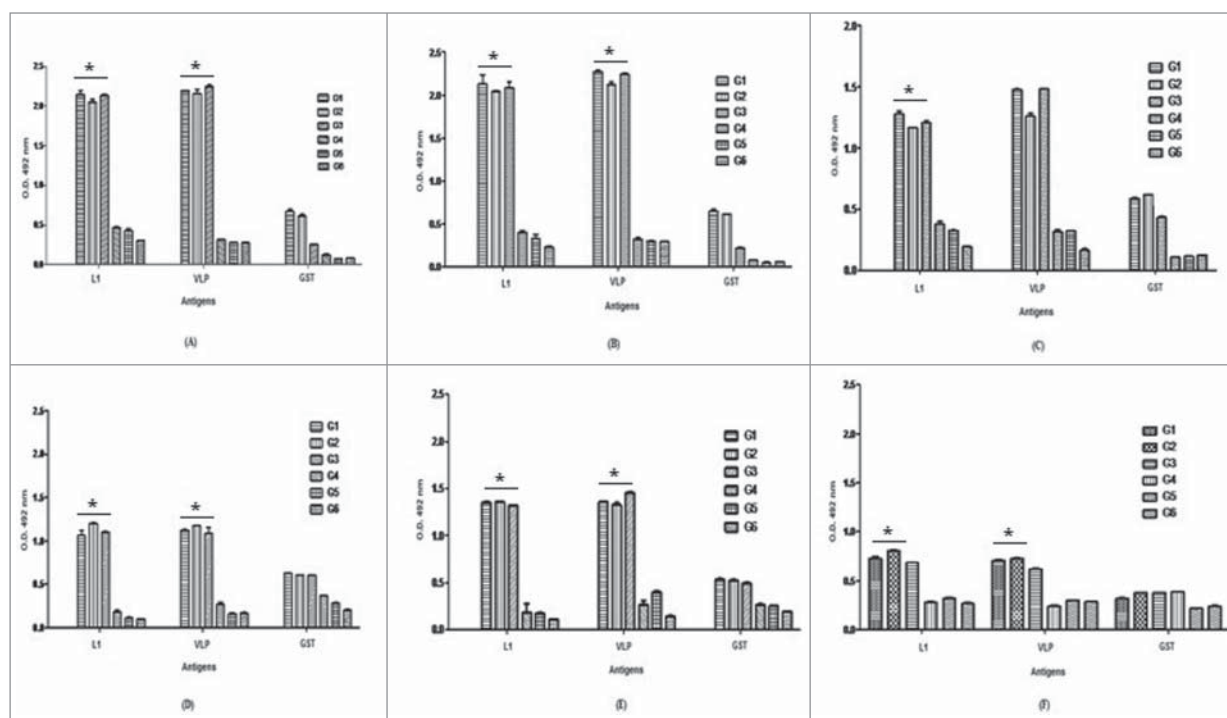 2.5
2.0
1.5
1.0
0.5
0.0
O.D. 492 nm
*
*
G1
G2
G3
G4
G5
G6
L1
VLP
GST
Antigens
(A)
2.5
2.0
1.5
1.0
0.5
0.0
O.D. 492 nm
*
*
G1
G2
G3
G4
G5
G6
L1
VLP
GST
Antigens
(B)
2.0
1.5
1.0
0.5
0.0
O.D. 492 nm
*
G1
G2
G3
G4
G5
G6
L1
VLP
GST
Antigens
(C)
2.5
2.0
1.5
1.0
0.5
0.0
O.D. 492 nm
*
*
G1
G2
G3
G4
G5
G6
L1
VLP
GST
Antigens
(D)
2.5
2.0
1.5
1.0
0.5
0.0
O.D. 492 nm
*
*
G1
G2
G3
G4
G5
G6
L1
VLP
GST
Antigens
(E)
2.5
2.0
1.5
1.0
0.5
0.0
O.D. 492 nm
*
*
G1
G2
G3
G4
G5
G6
L1
VLP
GST
Antigens
(F)